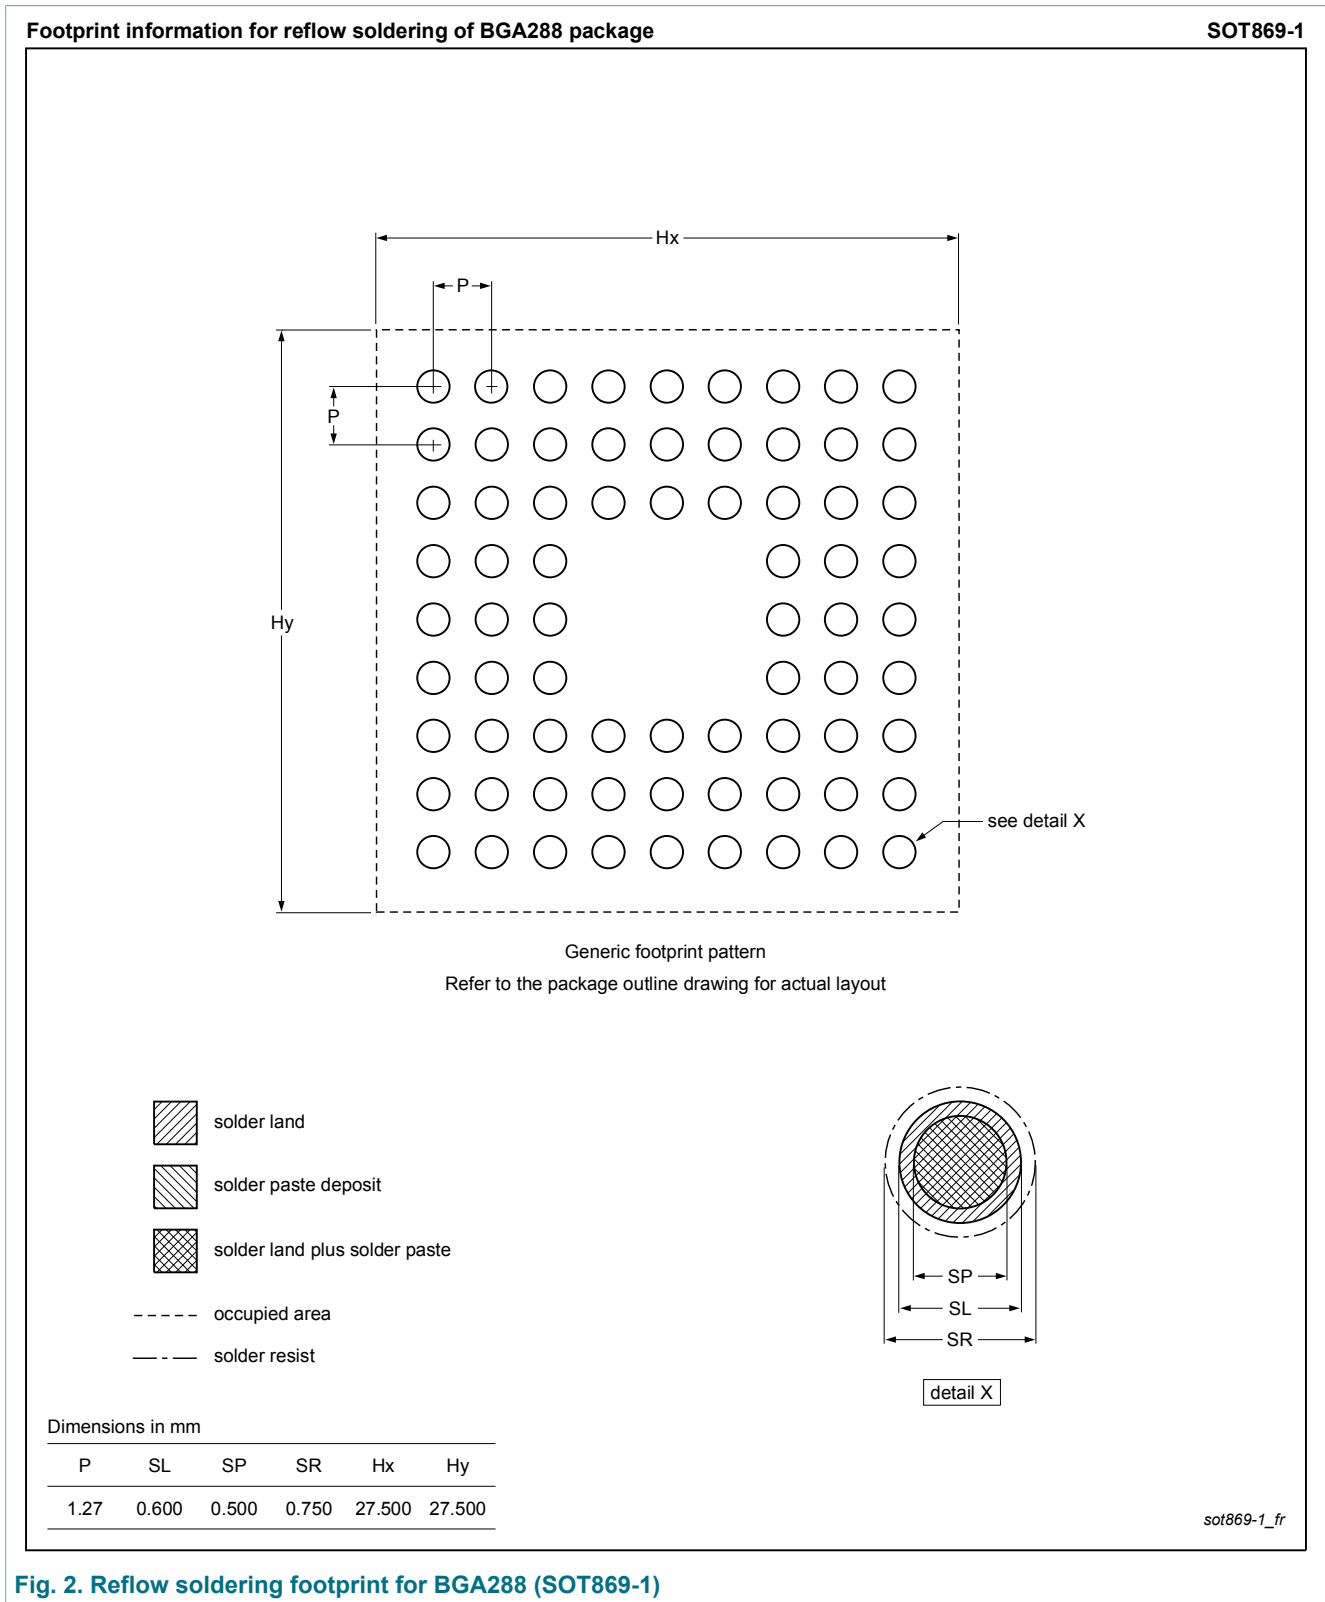 Footprint information for reflow soldering of BGA288 package SOT869-1
Hx
P
P
Hy
see detail X
Generic footprint pattern
Refer to the package outline drawing for actual layout
solder land
solder paste deposit
solder land plus solder paste
occupied area
solder resist
SP
SL
SR
detail X
Dimensions in mm
P SL SP SR Hx Hy
1.27 0.600 0.500 0.750 27.500 27.500
sot869-1_fr
Fig. 2. Reflow soldering footprint for BGA288 (SOT869-1)